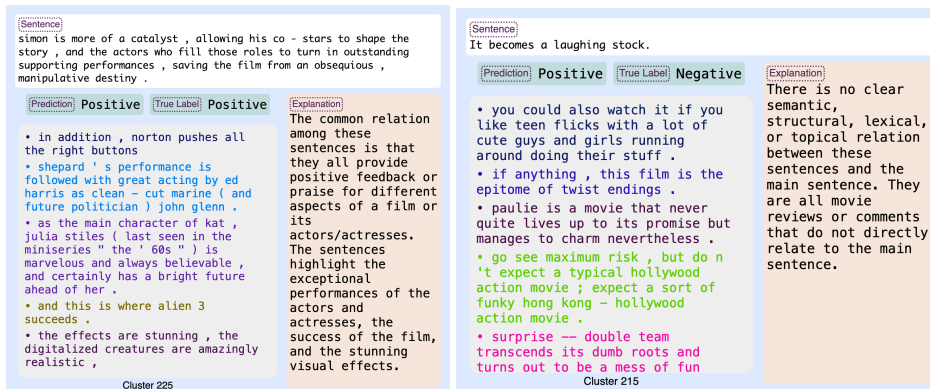 Sentence
simon is more of a catalyst , allowing his co - stars to shape the
story , and the actors who fill those roles to turn in outstanding
supporting performances , saving the film from an obsequious ,
manipulative destiny .
Prediction Positive True Label Positive
• in addition , norton pushes all
the right buttons
• shepard ' s performance is
followed with great acting by ed
harris as clean – cut marine ( and
future politician ) john glenn .
• as the main character of kat ,
julia stiles ( last seen in the
miniseries " the ' 60s " ) is
marvelous and always believable ,
and certainly has a bright future
ahead of her .
• and this is where alien 3
succeeds .
• the effects are stunning , the
digitalized creatures are amazingly
realistic ,
Explanation
The common relation
among these
sentences is that
they all provide
positive feedback or
praise for different
aspects of a film or
its
actors/actresses.
The sentences
highlight the
exceptional
performances of the
actors and
actresses, the
success of the film,
and the stunning
visual effects.
Cluster 225
Sentence
It becomes a laughing stock.
Prediction Positive True Label Negative
• you could also watch it if you
like teen flicks with a lot of
cute guys and girls running
around doing their stuff .
• if anything , this film is the
epitome of twist endings .
• paulie is a movie that never
quite lives up to its promise but
manages to charm nevertheless .
• go see maximum risk , but do n
't expect a typical hollywood
action movie ; expect a sort of
funky hong kong – hollywood
action movie .
• surprise –– double team
transcends its dumb roots and
turns out to be a mess of fun
Explanation
There is no clear
semantic,
structural, lexical,
or topical relation
between these
sentences and the
main sentence. They
are all movie
reviews or comments
that do not directly
relate to the main
sentence.
Cluster 215